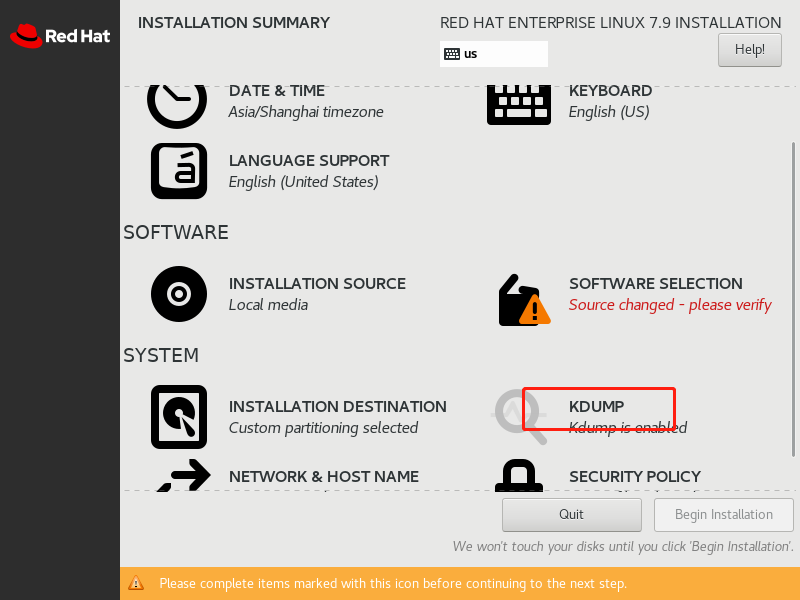 Red Hat
INSTALLATION SUMMARY
RED HAT ENTERPRISE LINUX 7.9 INSTALLATION
us
Help!
DATE & TIME
Asia/Shanghai timezone
KEYBOARD
English (US)
LANGUAGE SUPPORT
English (United States)
SOFTWARE
INSTALLATION SOURCE
Local media
SOFTWARE SELECTION
Source changed - please verify
SYSTEM
INSTALLATION DESTINATION
Custom partitioning selected
KDUMP
Kdump is enabled
NETWORK & HOST NAME
SECURITY POLICY
Quit
Begin Installation
We won't touch your disks until you click 'Begin Installation'.
Please complete items marked with this icon before continuing to the next step.